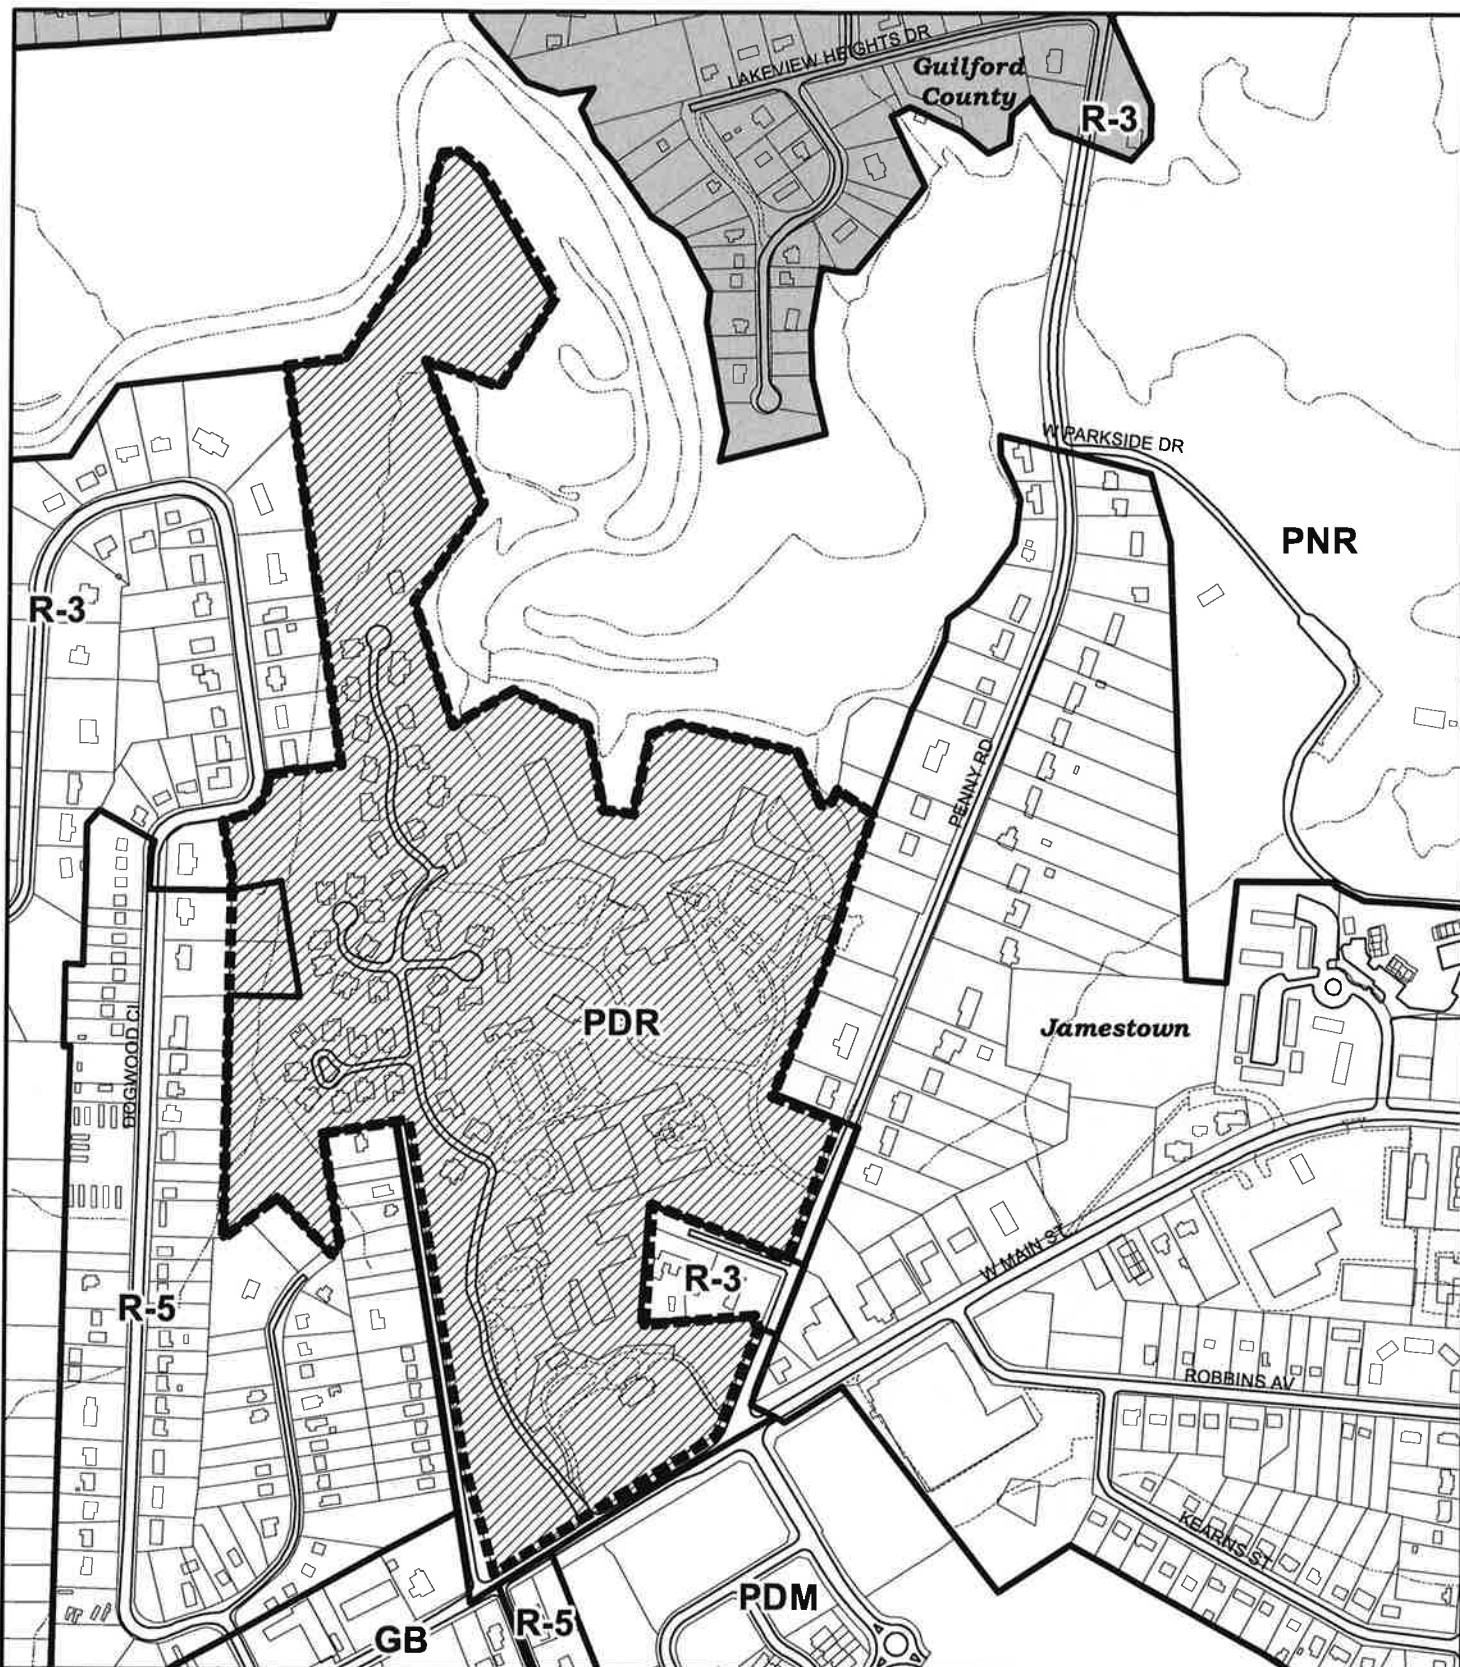 LAKEVIEW HEIGHTS DR
Guilford
County
R-3
W PARKSIDE DR
PNR
R-3
PENNY RD
PDR
Jamestown
DOGWOOD CI
W MAIN ST
R-3
R-5
ROBBINS AV
KEARNS ST
PDM
R-5
GB